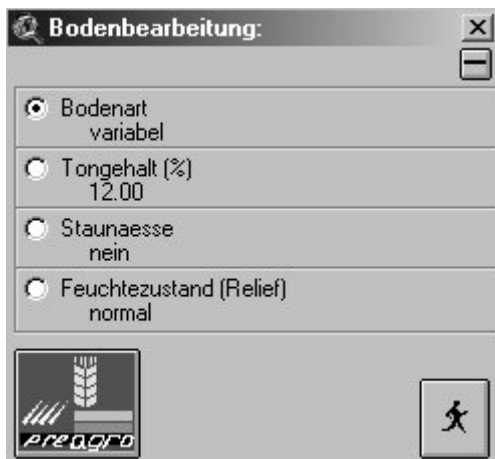 Bodenbearbeitung:
Bodenart
variabel
Tongehalt (%)
12.00
Staunaesse
nein
Feuchtezustand (Relief)
normal
preagro